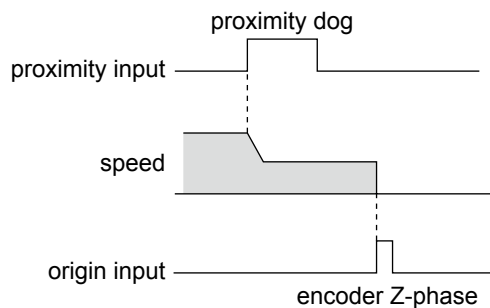 proximity dog
proximity input
speed
origin input
encoder Z-phase